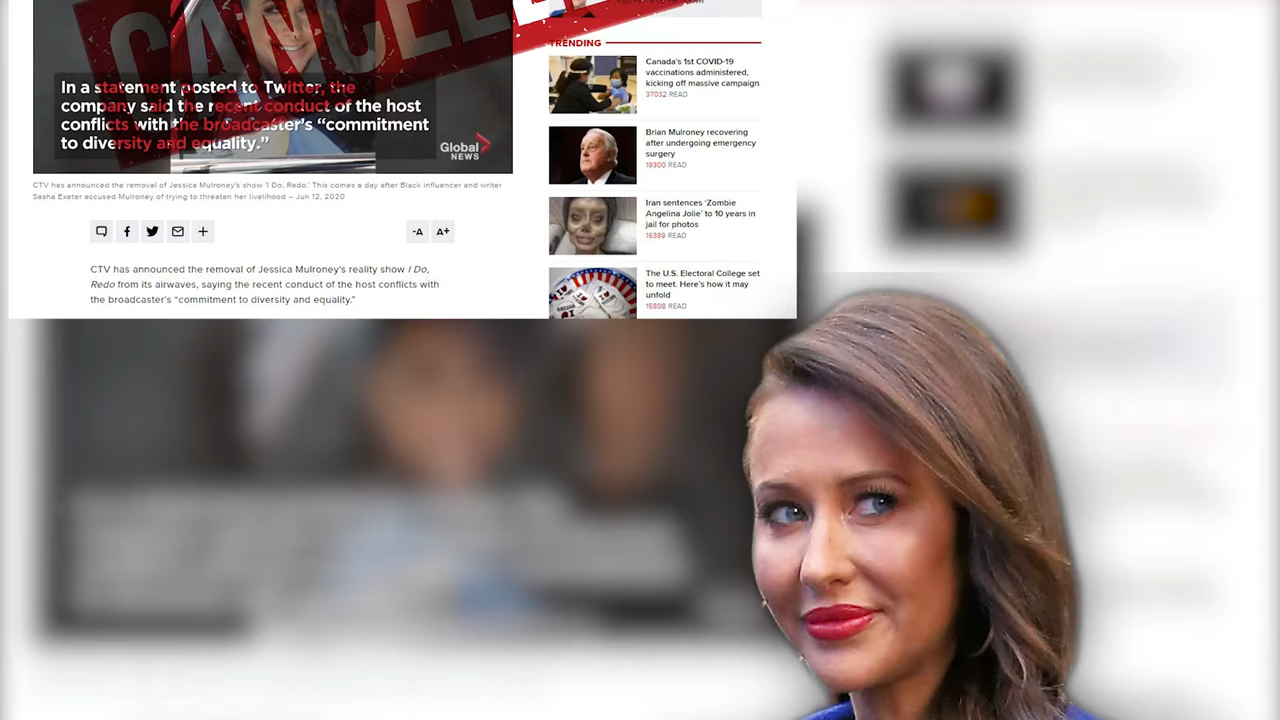 CANCELE
In a statement posted to Twitter, the
company said the recent conduct of the host
conflicts with the broadcaster's “commitment
to diversity and equality.”
Global
NEWS
CTV has announced the removal of Jessica Mulroney's show 'I Do, Redo.' This comes a day after Black influencer and writer
Sasha Exeter accused Mulroney of trying to threaten her livelihood – Jun 12, 2020
-A A+
CTV has announced the removal of Jessica Mulroney's reality show I Do,
Redo from its airwaves, saying the recent conduct of the host conflicts with
the broadcaster's “commitment to diversity and equality.”
TRENDING
Canada's 1st COVID-19
vaccinations administered,
kicking off massive campaign
37032 READ
Brian Mulroney recovering
after undergoing emergency
surgery
19300 READ
Iran sentences ‘Zombie
Angelina Jolie’ to 10 years in
jail for photos
16389 READ
The U.S. Electoral College set
to meet. Here's how it may
unfold
15808 READ